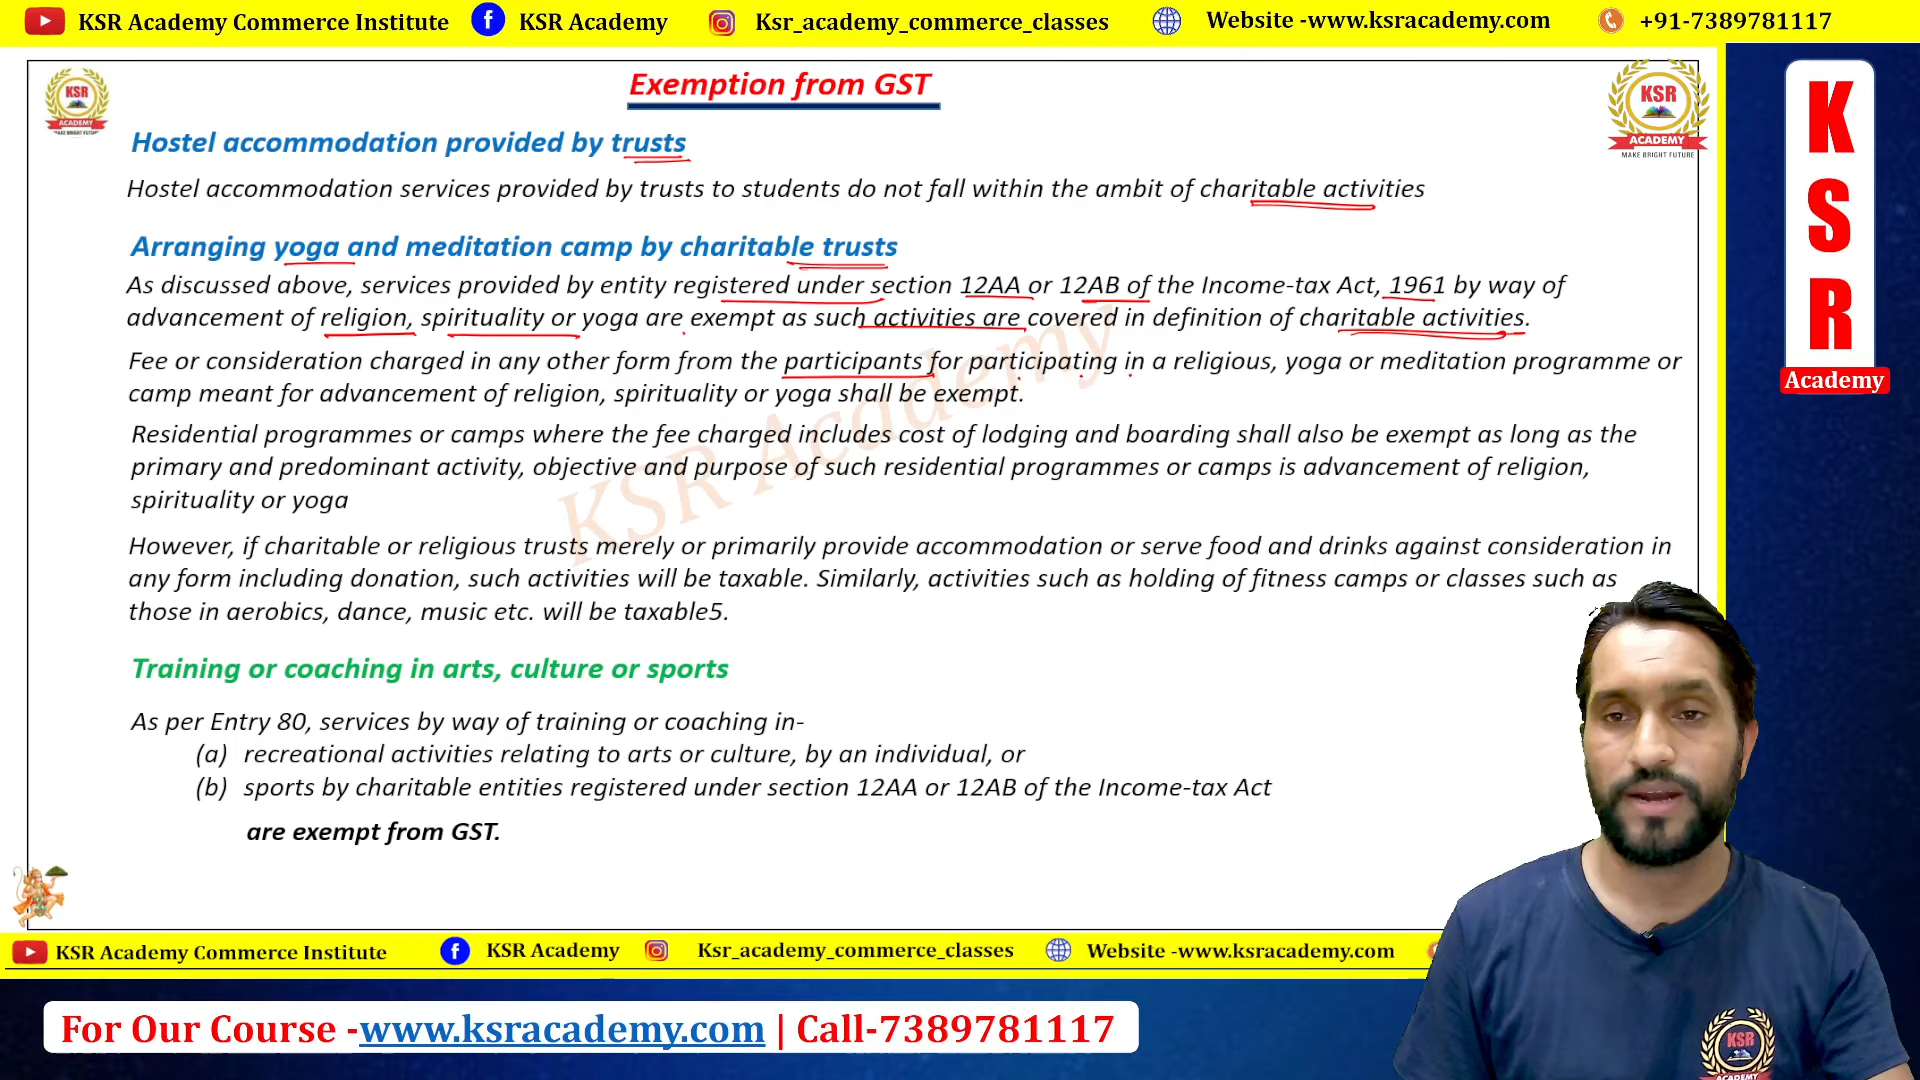 KSR Academy Commerce Institute KSR Academy Ksr_academy_commerce_classes Website -www.ksracademy.com +91-7389781117
Exemption from GST
KSR
ACADEMY
MAKE BRIGHT FUTURE
KSR
ACADEMY
MAKE BRIGHT FUTURE
K
S
R
Academy
Hostel accommodation provided by trusts
Hostel accommodation services provided by trusts to students do not fall within the ambit of charitable activities
Arranging yoga and meditation camp by charitable trusts
As discussed above, services provided by entity registered under section 12AA or 12AB of the Income-tax Act, 1961 by way of
advancement of religion, spirituality or yoga are exempt as such activities are covered in definition of charitable activities.
Fee or consideration charged in any other form from the participants for participating in a religious, yoga or meditation programme or
camp meant for advancement of religion, spirituality or yoga shall be exempt.
Residential programmes or camps where the fee charged includes cost of lodging and boarding shall also be exempt as long as the
primary and predominant activity, objective and purpose of such residential programmes or camps is advancement of religion,
spirituality or yoga
KSR Academy
However, if charitable or religious trusts merely or primarily provide accommodation or serve food and drinks against consideration in
any form including donation, such activities will be taxable. Similarly, activities such as holding of fitness camps or classes such as
those in aerobics, dance, music etc. will be taxable5.
Training or coaching in arts, culture or sports
As per Entry 80, services by way of training or coaching in-
(a) recreational activities relating to arts or culture, by an individual, or
(b) sports by charitable entities registered under section 12AA or 12AB of the Income-tax Act
are exempt from GST.
KSR Academy Commerce Institute KSR Academy Ksr_academy_commerce_classes Website -www.ksracademy.com
For Our Course -www.ksracademy.com | Call-7389781117
KSR
ACADEMY